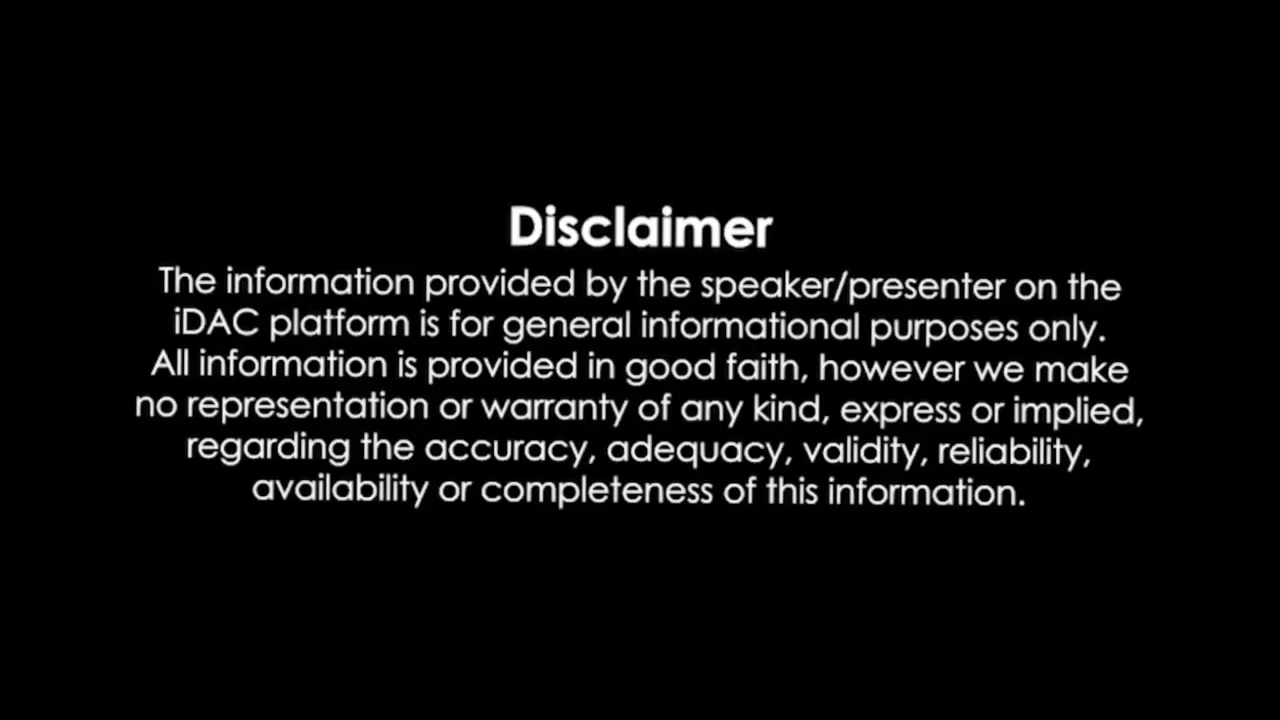 Disclaimer
The information provided by the speaker/presenter on the
iDAC platform is for general informational purposes only.
All information is provided in good faith, however we make
no representation or warranty of any kind, express or implied,
regarding the accuracy, adequacy, validity, reliability,
availability or completeness of this information.